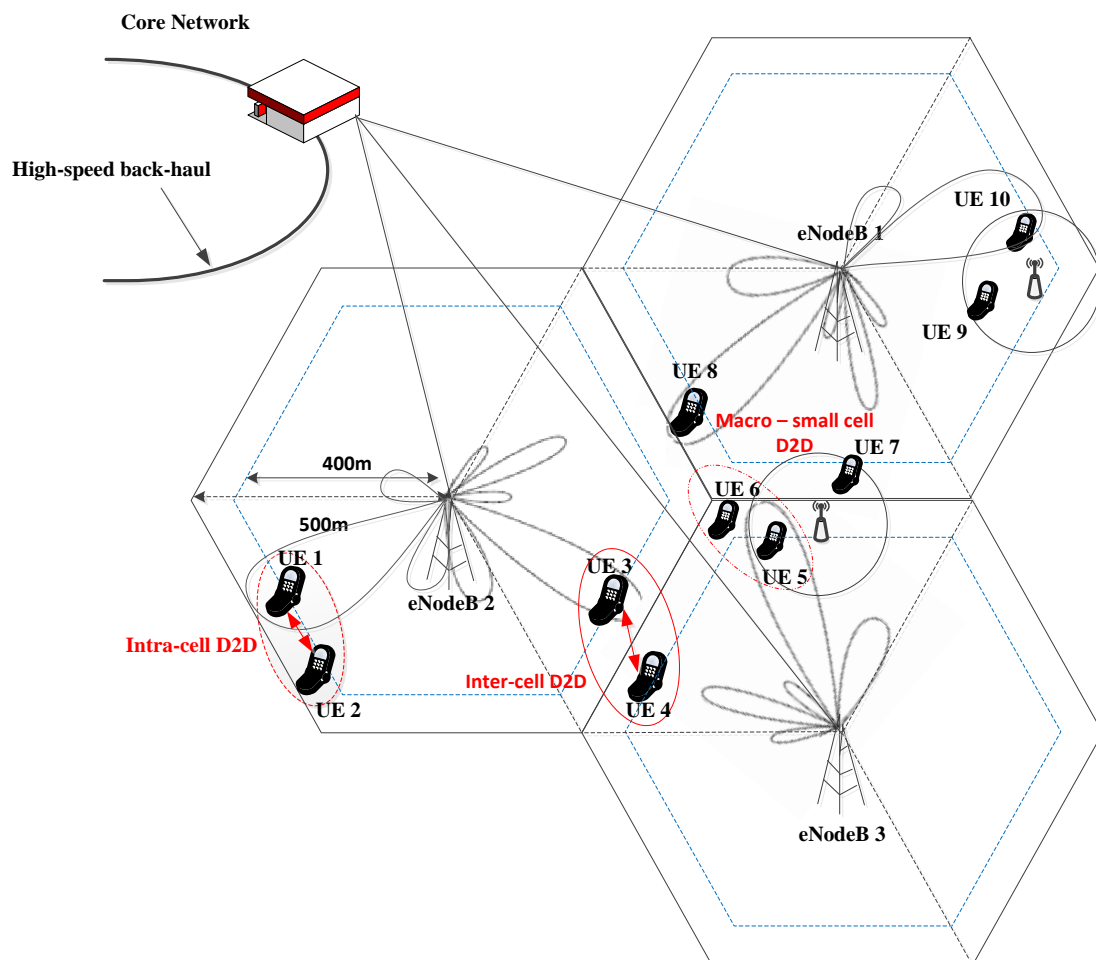 Core Network
High-speed back-haul
UE 10
eNodeB 1
UE 9
UE 8
Macro – small cell
D2D
UE 7
400m
UE 6
500m
UE 1
UE 3
UE 5
eNodeB 2
Intra-cell D2D
Inter-cell D2D
UE 2
UE 4
eNodeB 3